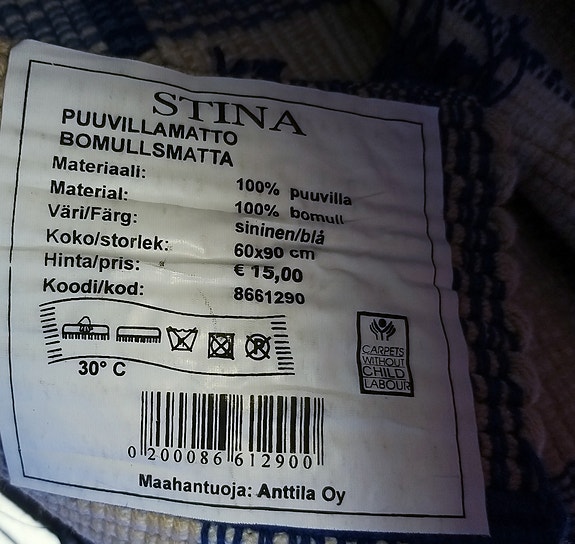 STINA
PUUVILLAMATTO
BOMULLSMATTA
Materiaali: 100% puuvilla
Material: 100% bomull
Väri/Färg: sininen/blå
Koko/storlek: 60x90 cm
Hinta/pris: € 15,00
Koodi/kod: 8661290
P
30° C
CARPETS
WITHOUT
CHILD
LABOUR
0 200086 612900
Maahantuoja: Anttila Oy